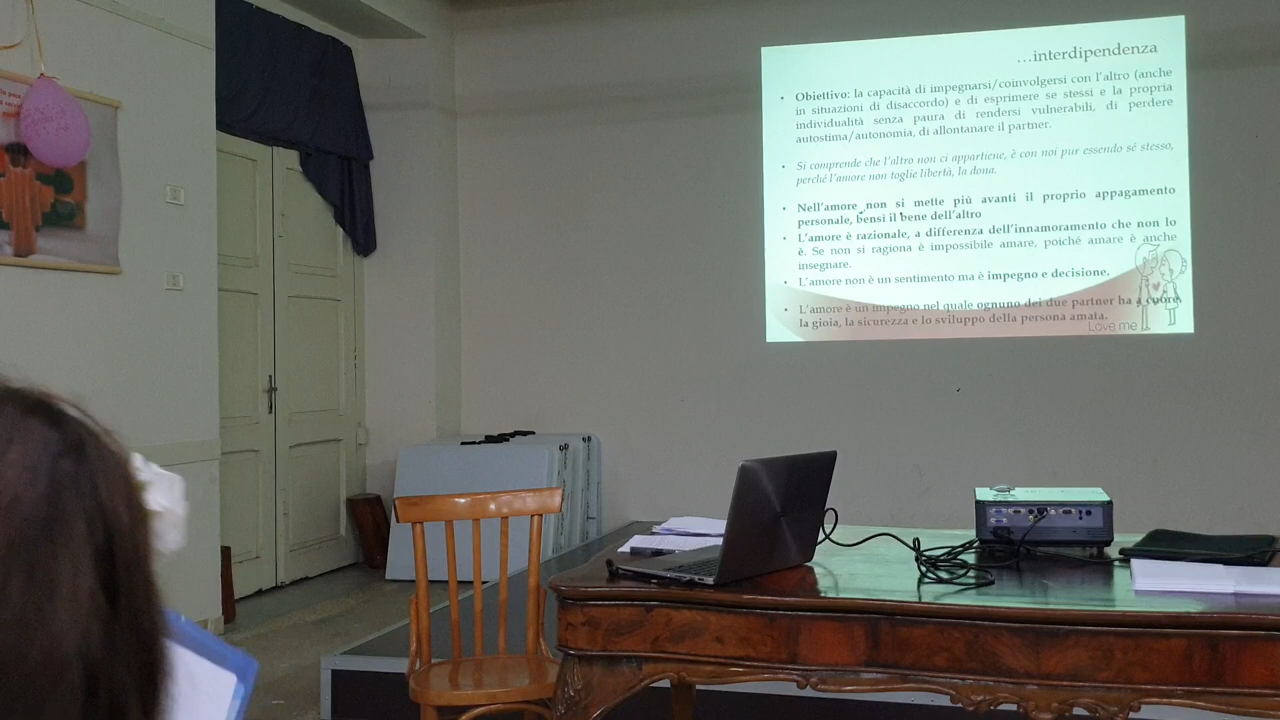 ...interdipendenza
• Obiettivo: la capacità di impegnarsi/coinvolgersi con l'altro (anche
in situazioni di disaccordo) e di esprimere se stessi e la propria
individualità senza paura di rendersi vulnerabili, di perdere
autostima/autonomia, di allontanare il partner.
• Si comprende che l'altro non ci appartiene, è con noi pur essendo sé stesso,
perché l'amore non toglie libertà, la dona.
• Nell'amore non si mette più avanti il proprio appagamento
personale, bensì il bene dell'altro
• L'amore è razionale, a differenza dell'innamoramento che non lo
è. Se non si ragiona è impossibile amare, poiché amare è anche
insegnare.
• L'amore non è un sentimento ma è impegno e decisione.
• L'amore è un impegno nel quale ognuno dei due partner ha a cuore
la gioia, la sicurezza e lo sviluppo della persona amata.
Love me